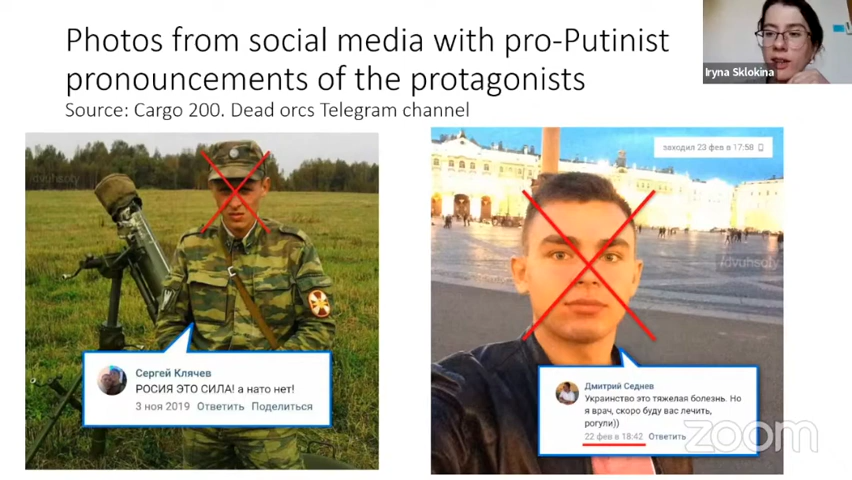 Photos from social media with pro-Putinist
pronouncements of the protagonists
Source: Cargo 200. Dead orcs Telegram channel
Iryna Sklokina
/dvuhsoty
заходил 23 фев в 17:58
/dvuhsoty
Сергей Клячев
РОСИЯ ЭТО СИЛА! а нато нет!
3 ноя 2019 Ответить Поделиться
Дмитрий Седнев
Украинство это тяжелая болезнь. Но
я врач, скоро буду вас лечить,
рогули))
22 фев в 18:42 Ответить
zoom